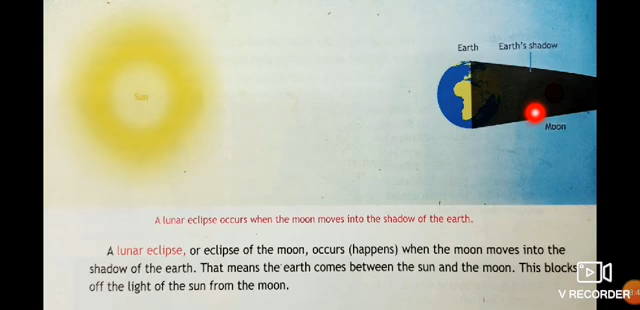 Earth Earth's shadow
Sun
Moon
A lunar eclipse occurs when the moon moves into the shadow of the earth.
A lunar eclipse, or eclipse of the moon, occurs (happens) when the moon moves into the
shadow of the earth. That means the earth comes between the sun and the moon. This blocks
off the light of the sun from the moon.
V RECORDER